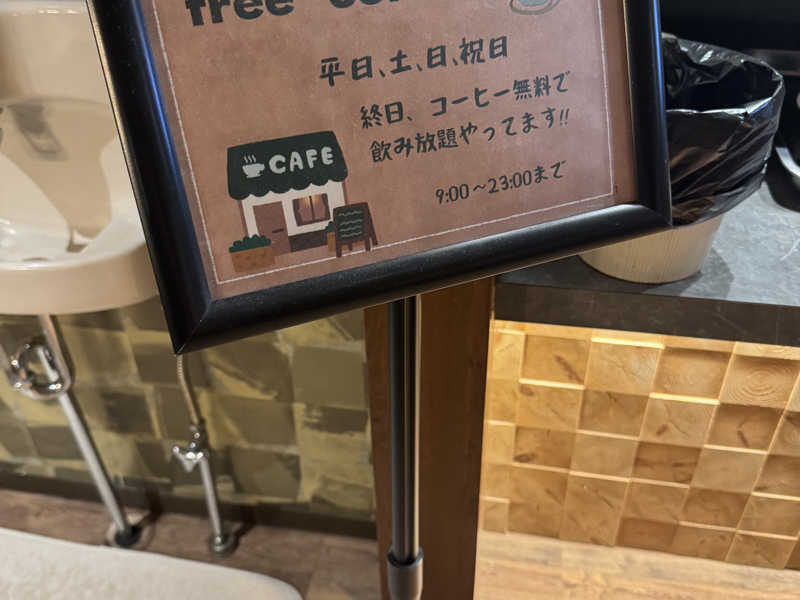 free
平日、土、日、祝日
終日、コーヒー無料で
飲み放題やってます!!
9:00～23:00まで
CAFE